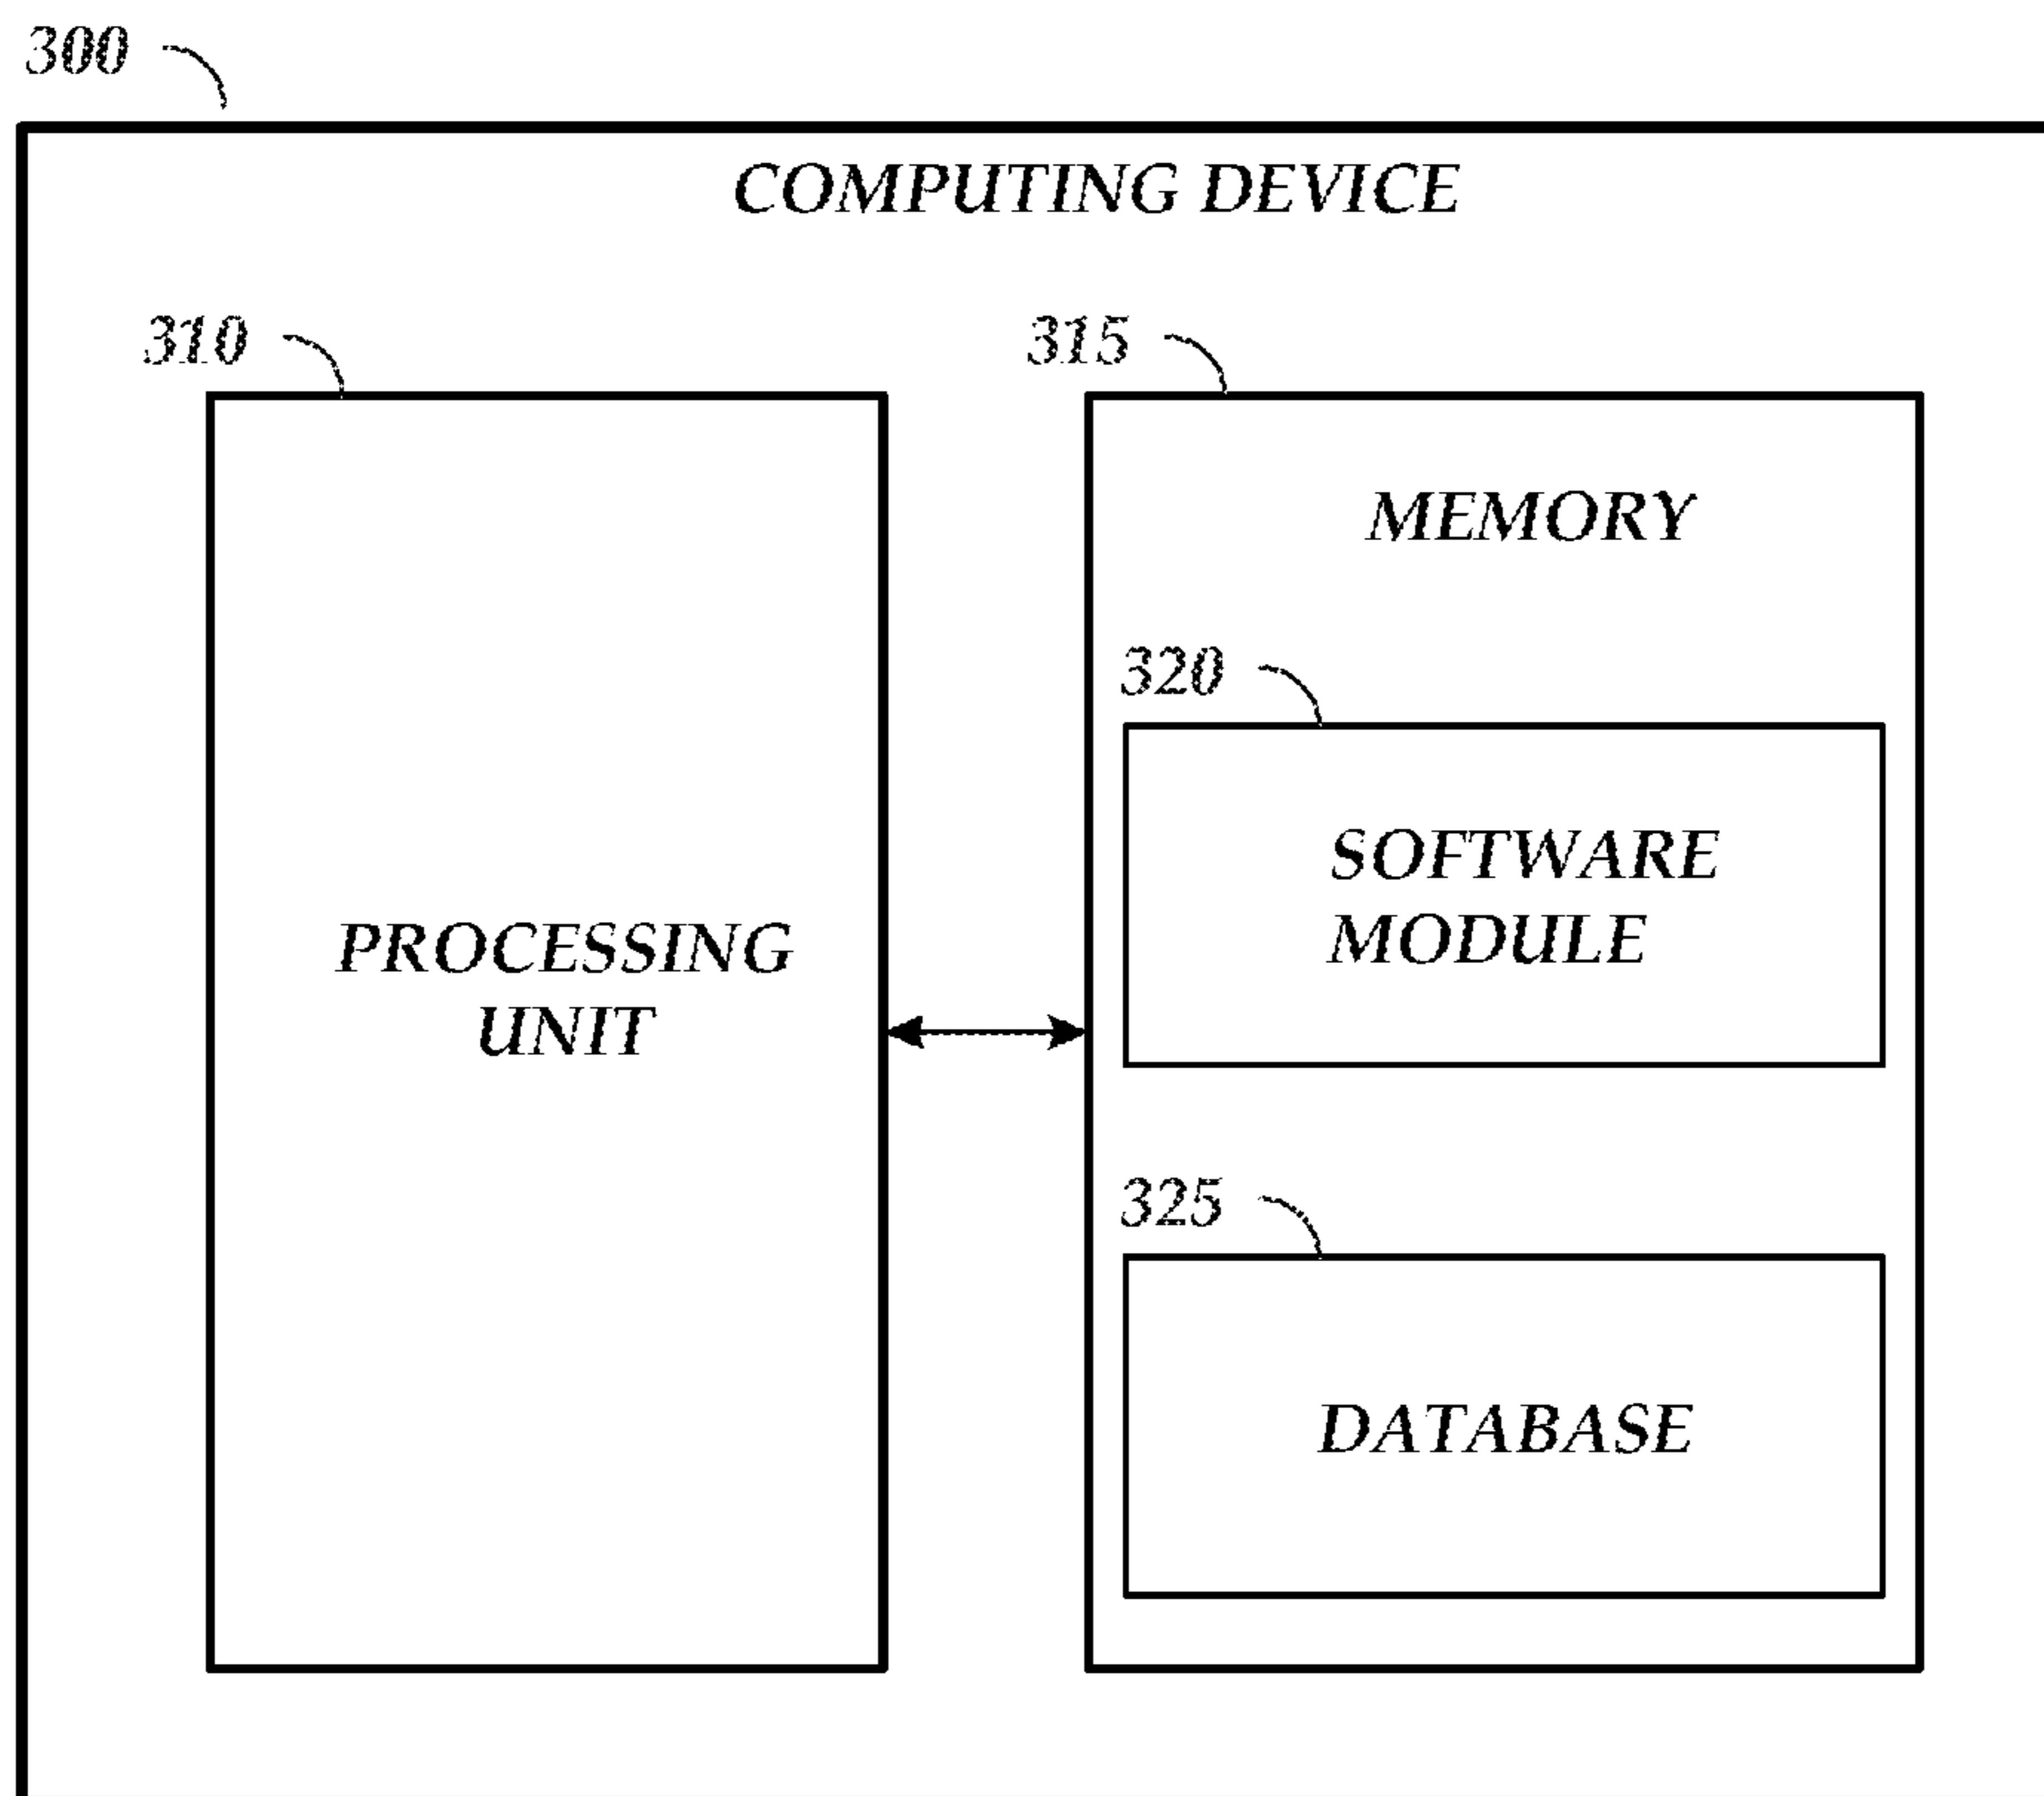 300
COMPUTING DEVICE
310
315
MEMORY
320
SOFTWARE
MODULE
PROCESSING
UNIT
325
DATABASE